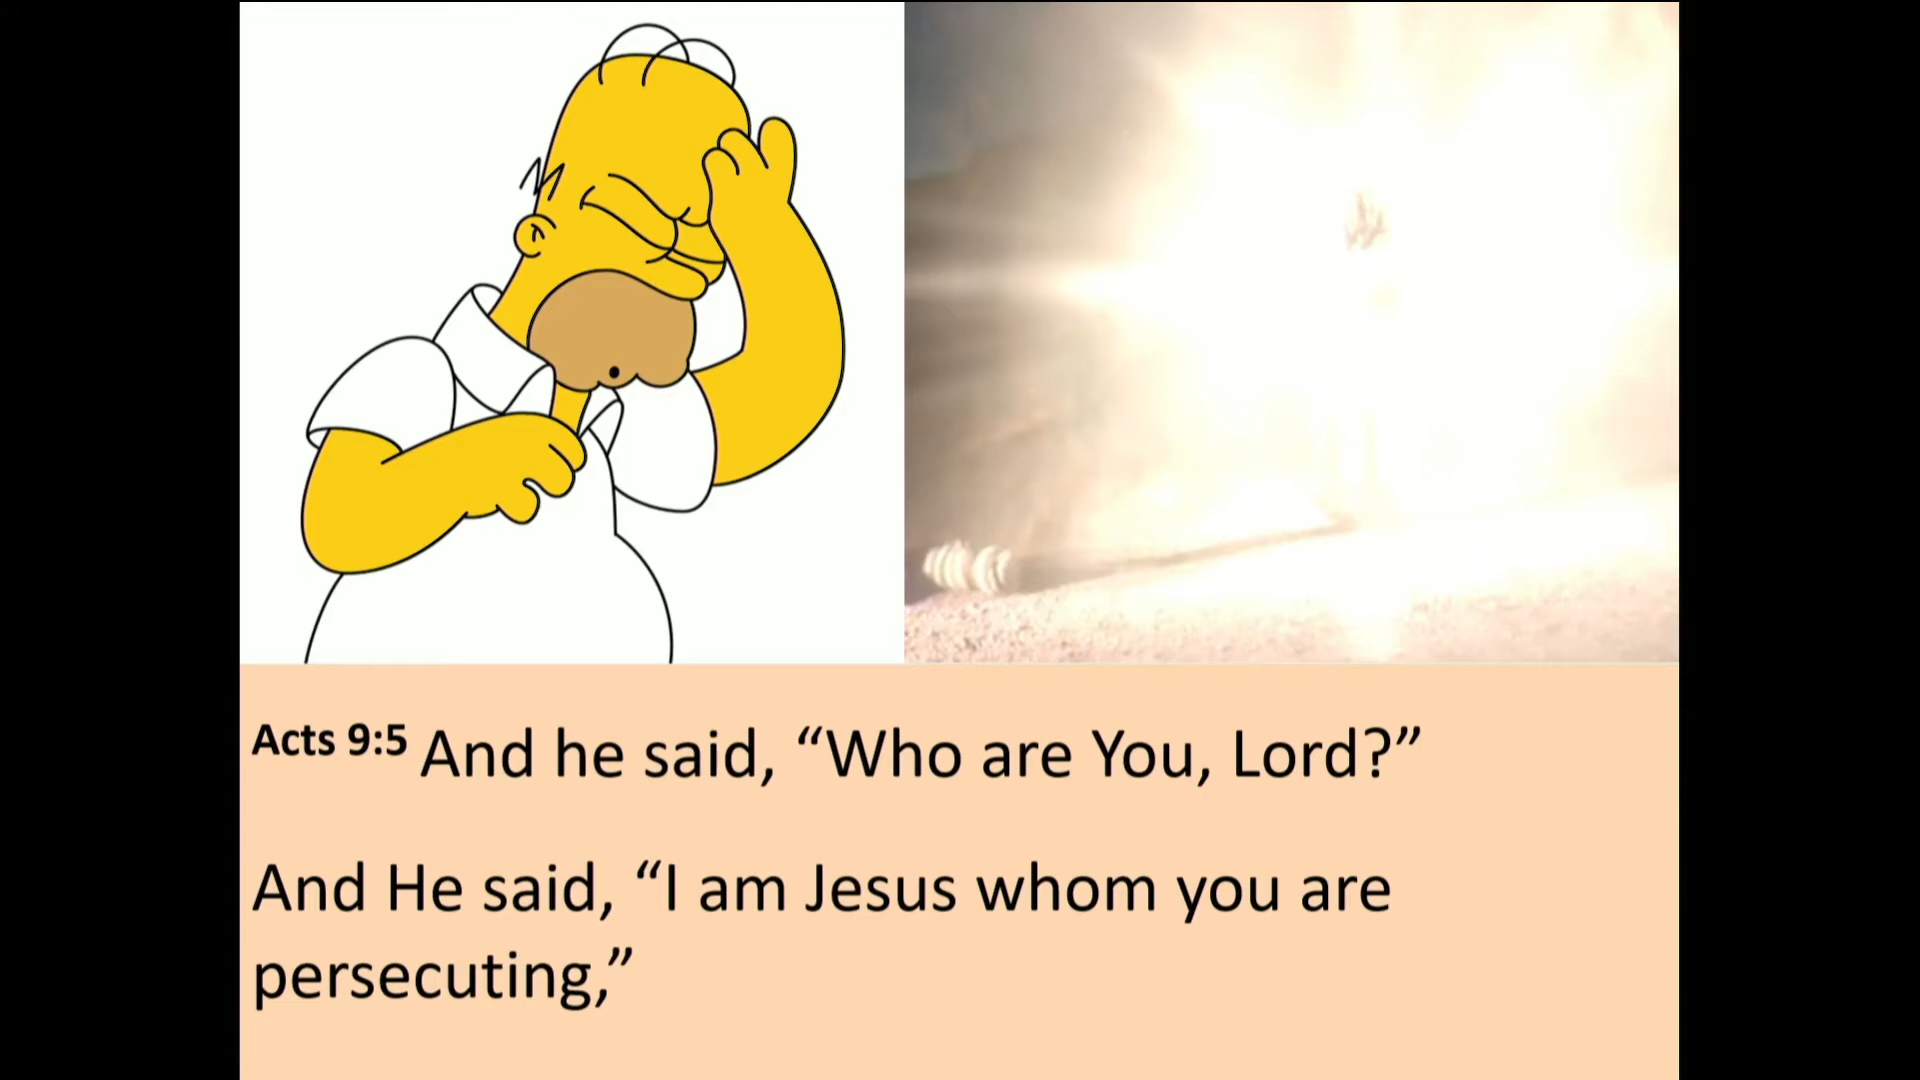 Acts 9:5 And he said, “Who are You, Lord?”
And He said, “I am Jesus whom you are
persecuting,”